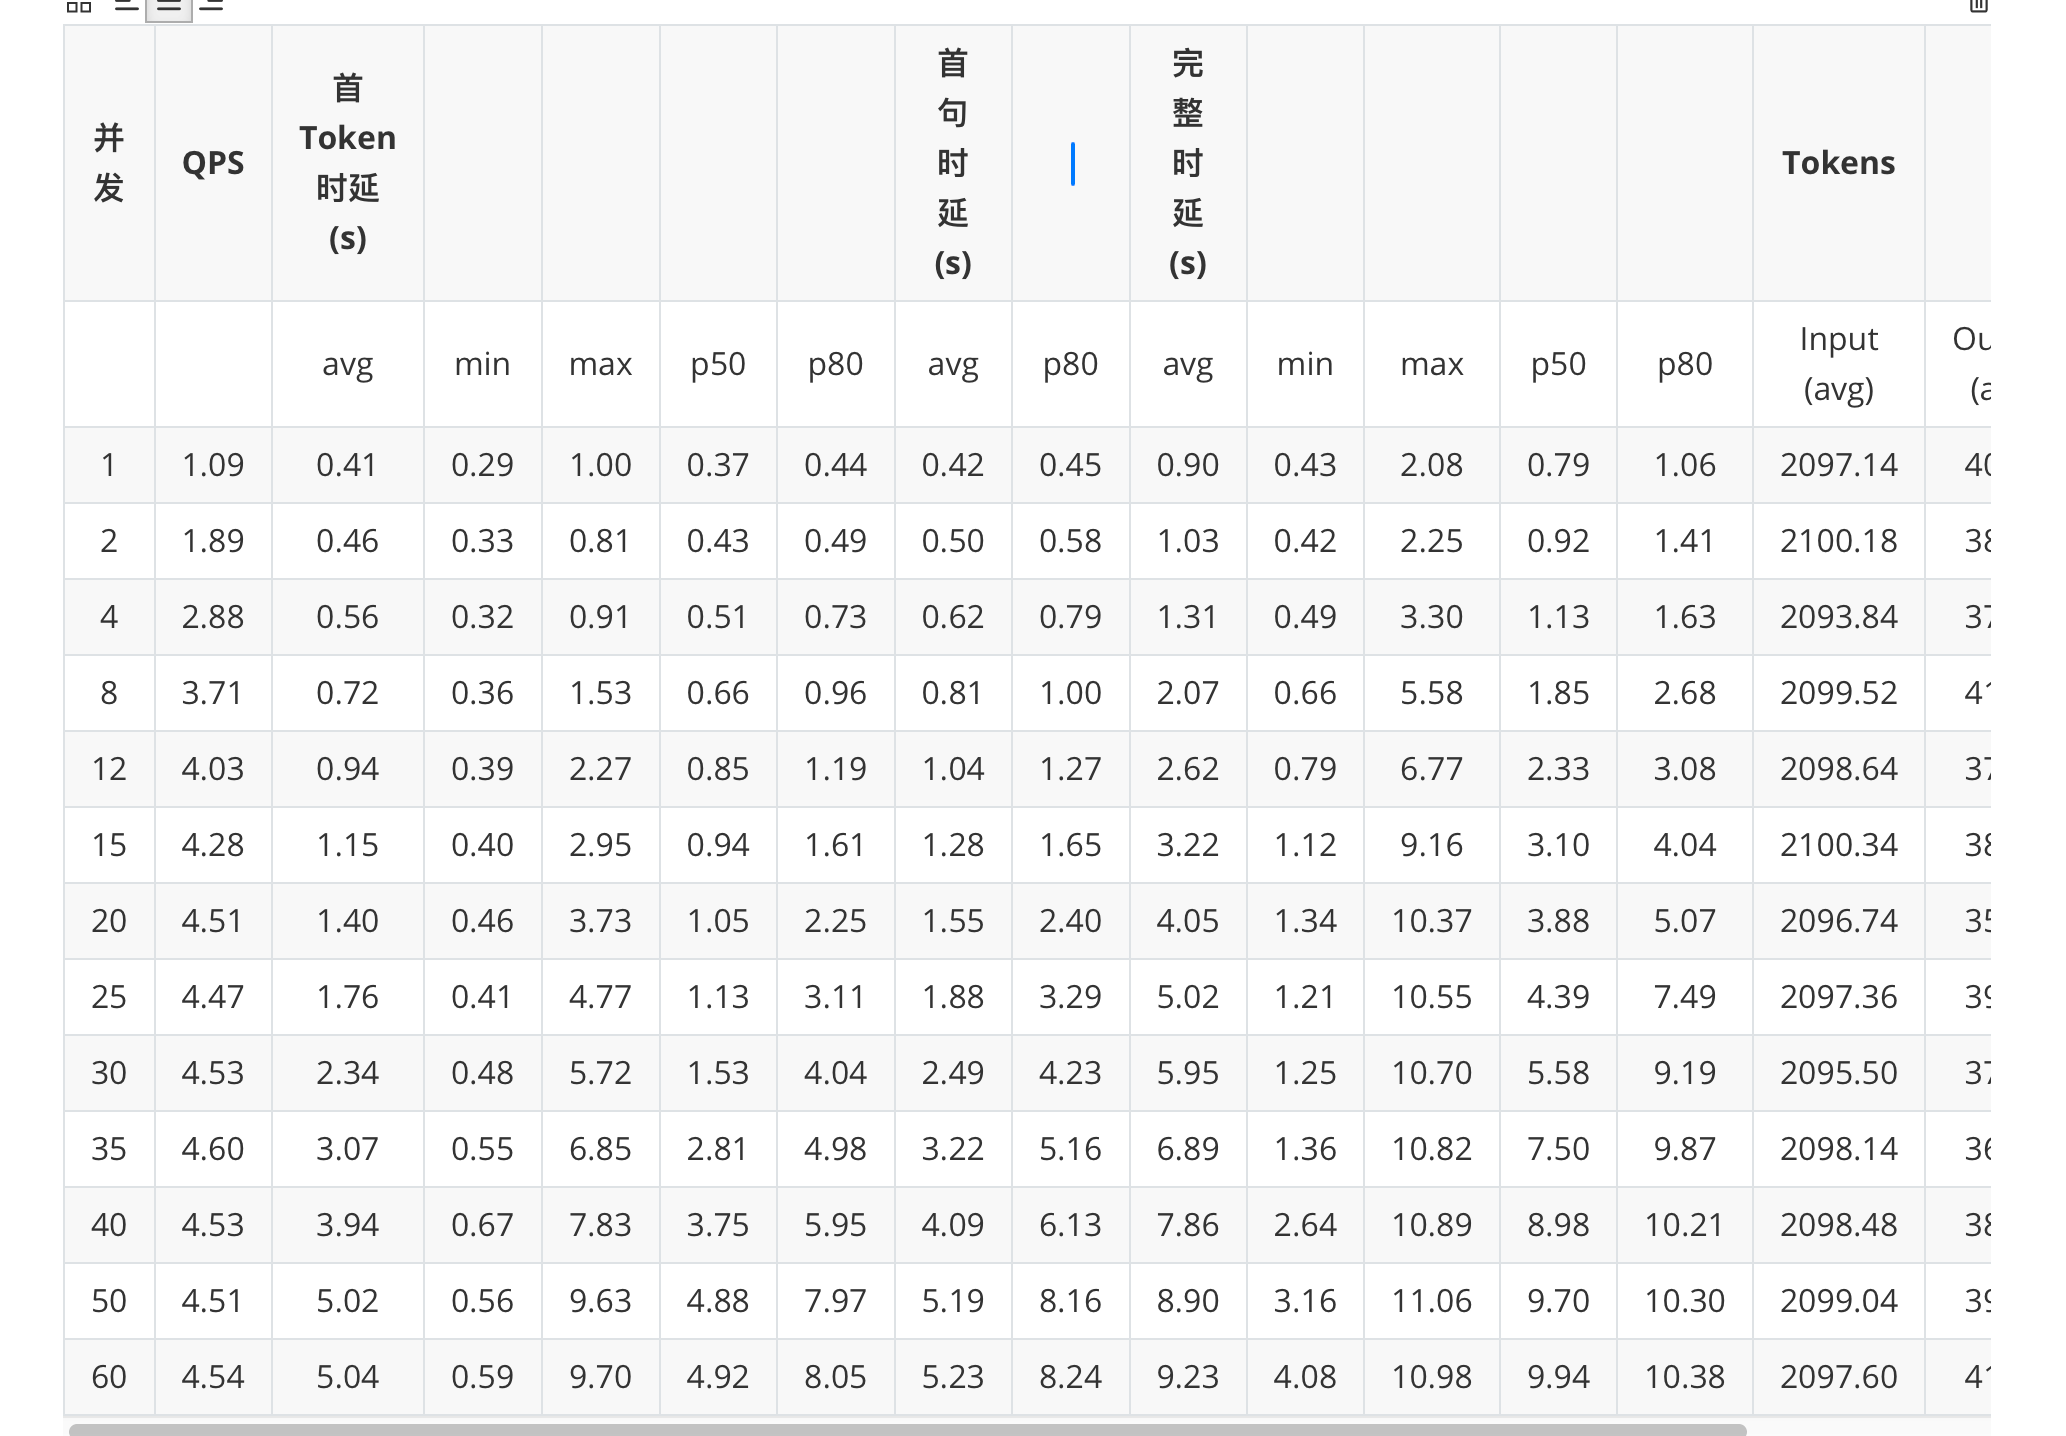 并发 QPS 首 Token 时延 (s) 首句时延 (s) 完整时延 (s) Tokens
avg min max p50 p80 avg p80 avg min max p50 p80 Input (avg)
1 1.09 0.41 0.29 1.00 0.37 0.44 0.42 0.45 0.90 0.43 2.08 0.79 1.06 2097.14
2 1.89 0.46 0.33 0.81 0.43 0.49 0.50 0.58 1.03 0.42 2.25 0.92 1.41 2100.18
4 2.88 0.56 0.32 0.91 0.51 0.73 0.62 0.79 1.31 0.49 3.30 1.13 1.63 2093.84
8 3.71 0.72 0.36 1.53 0.66 0.96 0.81 1.00 2.07 0.66 5.58 1.85 2.68 2099.52
12 4.03 0.94 0.39 2.27 0.85 1.19 1.04 1.27 2.62 0.79 6.77 2.33 3.08 2098.64
15 4.28 1.15 0.40 2.95 0.94 1.61 1.28 1.65 3.22 1.12 9.16 3.10 4.04 2100.34
20 4.51 1.40 0.46 3.73 1.05 2.25 1.55 2.40 4.05 1.34 10.37 3.88 5.07 2096.74
25 4.47 1.76 0.41 4.77 1.13 3.11 1.88 3.29 5.02 1.21 10.55 4.39 7.49 2097.36
30 4.53 2.34 0.48 5.72 1.53 4.04 2.49 4.23 5.95 1.25 10.70 5.58 9.19 2095.50
35 4.60 3.07 0.55 6.85 2.81 4.98 3.22 5.16 6.89 1.36 10.82 7.50 9.87 2098.14
40 4.53 3.94 0.67 7.83 3.75 5.95 4.09 6.13 7.86 2.64 10.89 8.98 10.21 2098.48
50 4.51 5.02 0.56 9.63 4.88 7.97 5.19 8.16 8.90 3.16 11.06 9.70 10.30 2099.04
60 4.54 5.04 0.59 9.70 4.92 8.05 5.23 8.24 9.23 4.08 10.98 9.94 10.38 2097.60